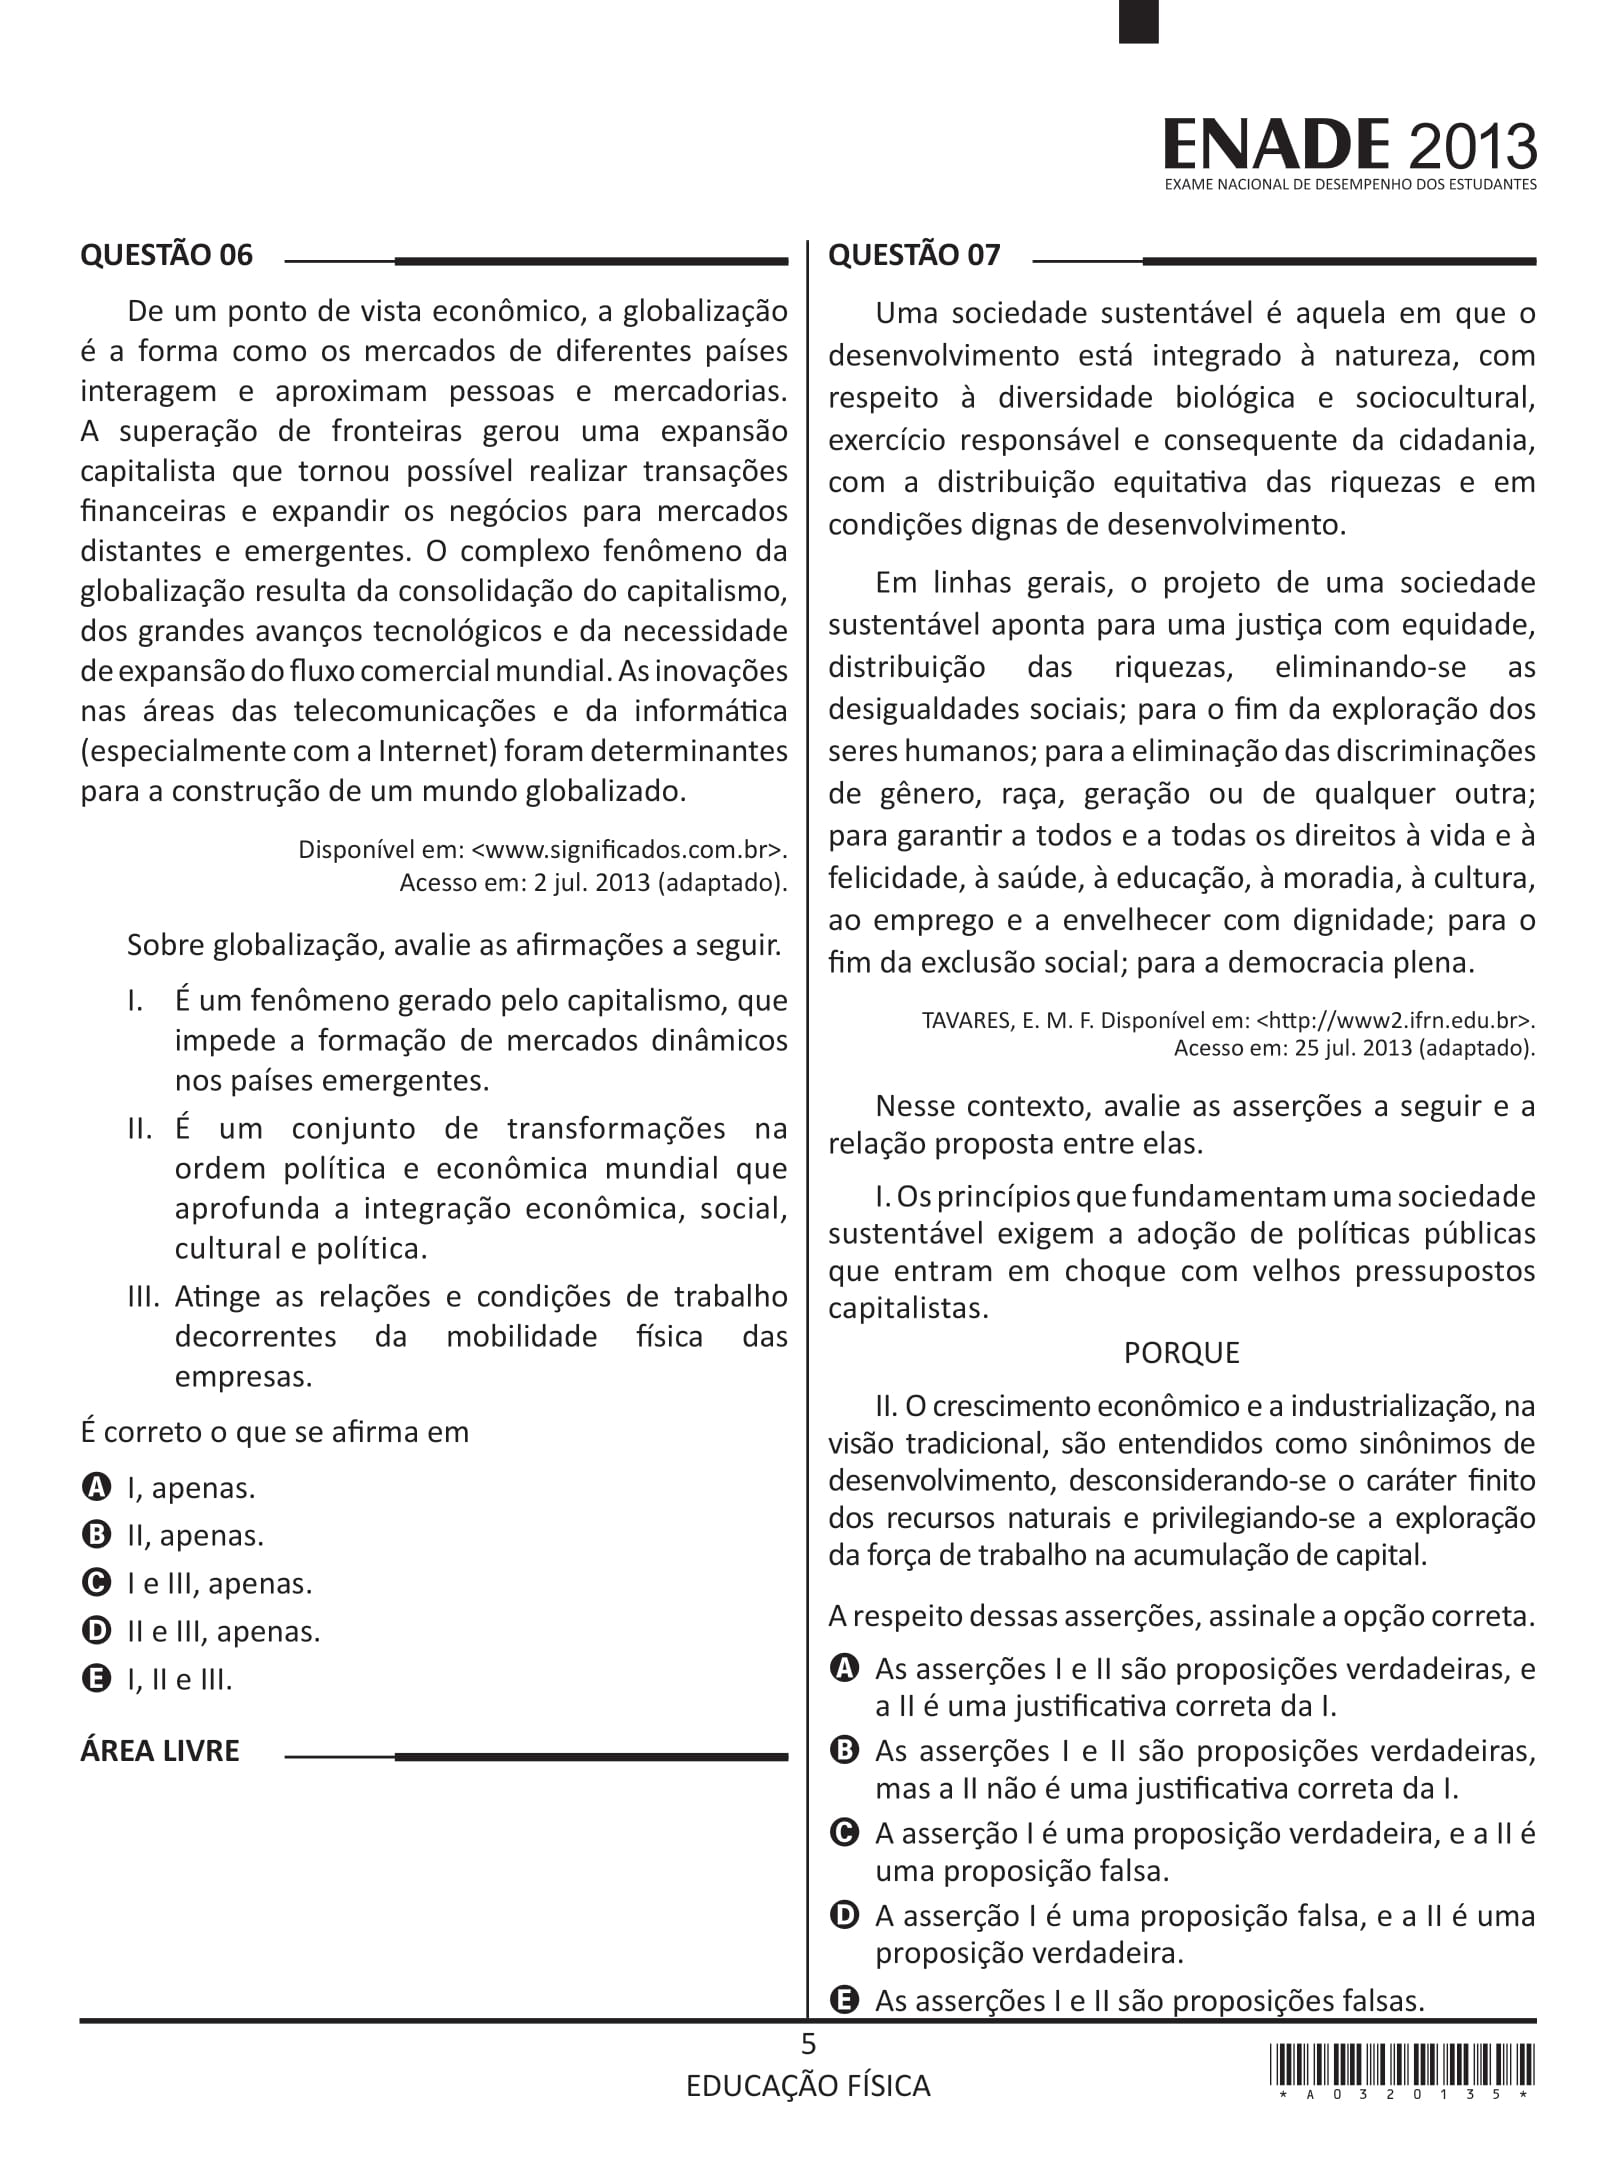 ENADE 2013
EXAME NACIONAL DE DESEMPENHO DOS ESTUDANTES
QUESTÃO 06
De um ponto de vista econômico, a globalização
é a forma como os mercados de diferentes países
interagem e aproximam pessoas e mercadorias.
A superação de fronteiras gerou uma expansão
capitalista que tornou possível realizar transações
financeiras e expandir os negócios para mercados
distantes e emergentes. O complexo fenômeno da
globalização resulta da consolidação do capitalismo,
dos grandes avanços tecnológicos e da necessidade
de expansão do fluxo comercial mundial. As inovações
nas áreas das telecomunicações e da informática
(especialmente com a Internet) foram determinantes
para a construção de um mundo globalizado.
Disponível em: <www.significados.com.br>.
Acesso em: 2 jul. 2013 (adaptado).
Sobre globalização, avalie as afirmações a seguir.
I. É um fenômeno gerado pelo capitalismo, que
impede a formação de mercados dinâmicos
nos países emergentes.
II. É um conjunto de transformações na
ordem política e econômica mundial que
aprofunda a integração econômica, social,
cultural e política.
III. Atinge as relações e condições de trabalho
decorrentes da mobilidade física das
empresas.
É correto o que se afirma em
A I, apenas.
B II, apenas.
C I e III, apenas.
D II e III, apenas.
E I, II e III.
ÁREA LIVRE
QUESTÃO 07
Uma sociedade sustentável é aquela em que o
desenvolvimento está integrado à natureza, com
respeito à diversidade biológica e sociocultural,
exercício responsável e consequente da cidadania,
com a distribuição equitativa das riquezas e em
condições dignas de desenvolvimento.
Em linhas gerais, o projeto de uma sociedade
sustentável aponta para uma justiça com equidade,
distribuição das riquezas, eliminando-se as
desigualdades sociais; para o fim da exploração dos
seres humanos; para a eliminação das discriminações
de gênero, raça, geração ou de qualquer outra;
para garantir a todos e a todas os direitos à vida e à
felicidade, à saúde, à educação, à moradia, à cultura,
ao emprego e a envelhecer com dignidade; para o
fim da exclusão social; para a democracia plena.
TAVARES, E. M. F. Disponível em: <http://www2.ifrn.edu.br>.
Acesso em: 25 jul. 2013 (adaptado).
Nesse contexto, avalie as asserções a seguir e a
relação proposta entre elas.
I. Os princípios que fundamentam uma sociedade
sustentável exigem a adoção de políticas públicas
que entram em choque com velhos pressupostos
capitalistas.
PORQUE
II. O crescimento econômico e a industrialização, na
visão tradicional, são entendidos como sinônimos de
desenvolvimento, desconsiderando-se o caráter finito
dos recursos naturais e privilegiando-se a exploração
da força de trabalho na acumulação de capital.
A respeito dessas asserções, assinale a opção correta.
A As asserções I e II são proposições verdadeiras, e
a II é uma justificativa correta da I.
B As asserções I e II são proposições verdadeiras,
mas a II não é uma justificativa correta da I.
C A asserção I é uma proposição verdadeira, e a II é
uma proposição falsa.
D A asserção I é uma proposição falsa, e a II é uma
proposição verdadeira.
E As asserções I e II são proposições falsas.
5
EDUCAÇÃO FÍSICA
* A 0 3 2 0 1 3 5 *